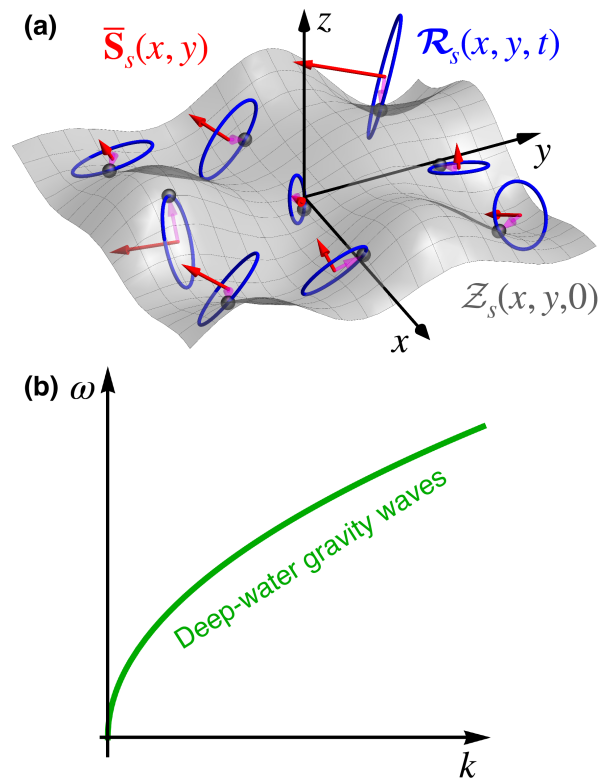 (a)
z
S̄ₛ(x, y)
𝓡ₛ(x, y, t)
y
𝒵ₛ(x, y,0)
x
(b)
ω
Deep-water gravity waves
k